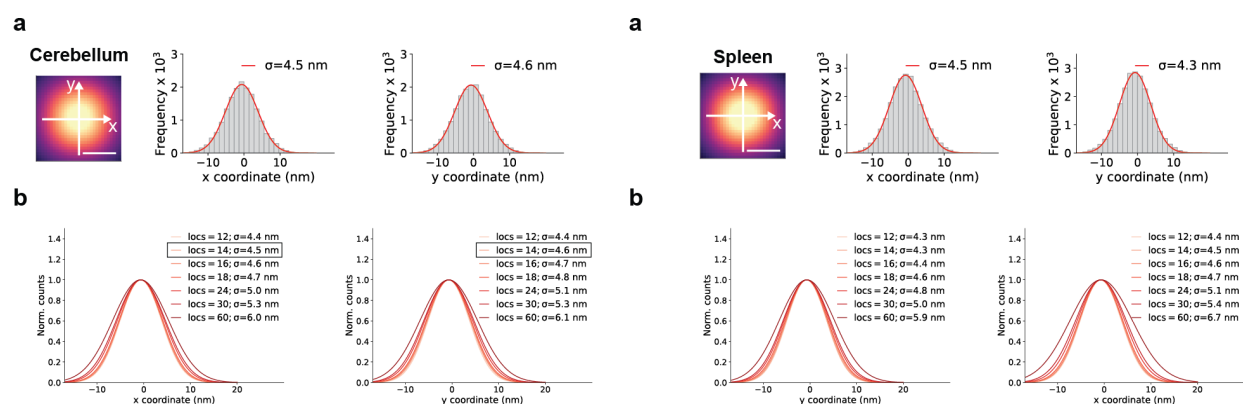 a
Cerebellum
y
x
Frequency x 10³
3
2
1
0
σ=4.5 nm
−10 0 10
x coordinate (nm)
Frequency x 10³
3
2
1
0
σ=4.6 nm
−10 0 10
y coordinate (nm)
b
Norm. counts
1.4
1.2
1.0
0.8
0.6
0.4
0.2
0.0
locs = 12; σ=4.4 nm
locs = 14; σ=4.5 nm
locs = 16; σ=4.6 nm
locs = 18; σ=4.7 nm
locs = 24; σ=5.0 nm
locs = 30; σ=5.3 nm
locs = 60; σ=6.0 nm
−10 0 10 20
x coordinate (nm)
Norm. counts
1.4
1.2
1.0
0.8
0.6
0.4
0.2
0.0
locs = 12; σ=4.4 nm
locs = 14; σ=4.6 nm
locs = 16; σ=4.7 nm
locs = 18; σ=4.8 nm
locs = 24; σ=5.1 nm
locs = 30; σ=5.3 nm
locs = 60; σ=6.1 nm
−10 0 10 20
y coordinate (nm)
a
Spleen
y
x
Frequency x 10³
3
2
1
0
σ=4.5 nm
−10 0 10
x coordinate (nm)
Frequency x 10³
3
2
1
0
σ=4.3 nm
−10 0 10
y coordinate (nm)
b
Norm. counts
1.4
1.2
1.0
0.8
0.6
0.4
0.2
0.0
locs = 12; σ=4.3 nm
locs = 14; σ=4.3 nm
locs = 16; σ=4.4 nm
locs = 18; σ=4.6 nm
locs = 24; σ=4.8 nm
locs = 30; σ=5.0 nm
locs = 60; σ=5.9 nm
−10 0 10 20
y coordinate (nm)
Norm. counts
1.4
1.2
1.0
0.8
0.6
0.4
0.2
0.0
locs = 12; σ=4.4 nm
locs = 14; σ=4.5 nm
locs = 16; σ=4.6 nm
locs = 18; σ=4.7 nm
locs = 24; σ=5.1 nm
locs = 30; σ=5.4 nm
locs = 60; σ=6.7 nm
−10 0 10 20
x coordinate (nm)